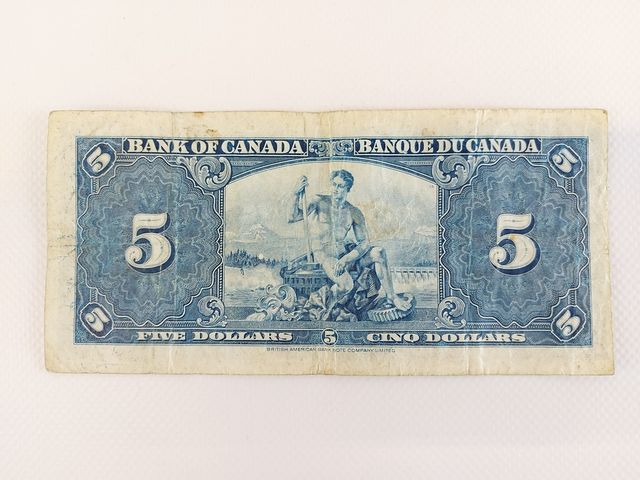 BANK OF CANADA BANQUE DU CANADA
5 5
5 5
5 5
FIVE DOLLARS 5 CINQ DOLLARS
BRITISH AMERICAN BANK NOTE COMPANY LIMITED